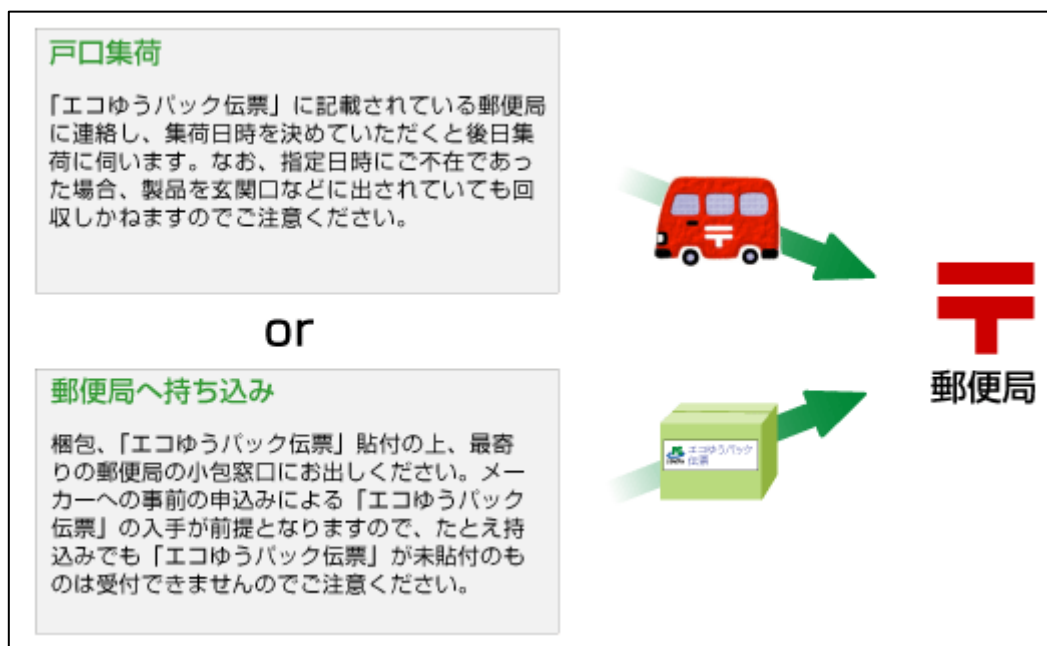 戸口集荷
「エコゆうパック伝票」に記載されている郵便局
に連絡し、集荷日時を決めていただくと後日集
荷に伺います。なお、指定日時にご不在であっ
た場合、製品を玄関口などに出されていても回
収しかねますのでご注意ください。
or
郵便局へ持ち込み
梱包、「エコゆうパック伝票」貼付の上、最寄
りの郵便局の小包窓口にお出しください。メー
カーへの事前の申込みによる「エコゆうパック
伝票」の入手が前提となりますので、たとえ持
込みでも「エコゆうパック伝票」が未貼付のも
のは受付できませんのでご注意ください。
エコゆうパック
伝票
〒
郵便局